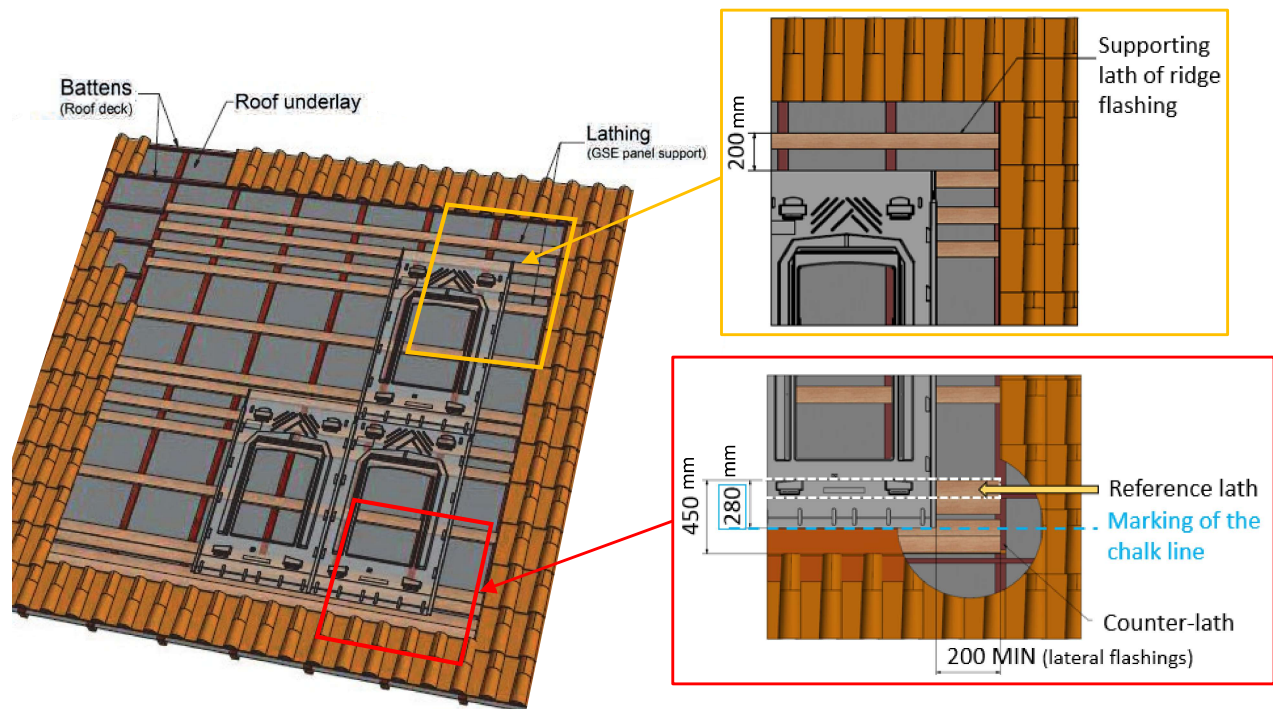 Battens
(Roof deck)
Roof underlay
Lathing
(GSE panel support)
200 mm
Supporting
lath of ridge
flashing
450 mm
280 mm
Reference lath
Marking of the
chalk line
Counter-lath
200 MIN (lateral flashings)